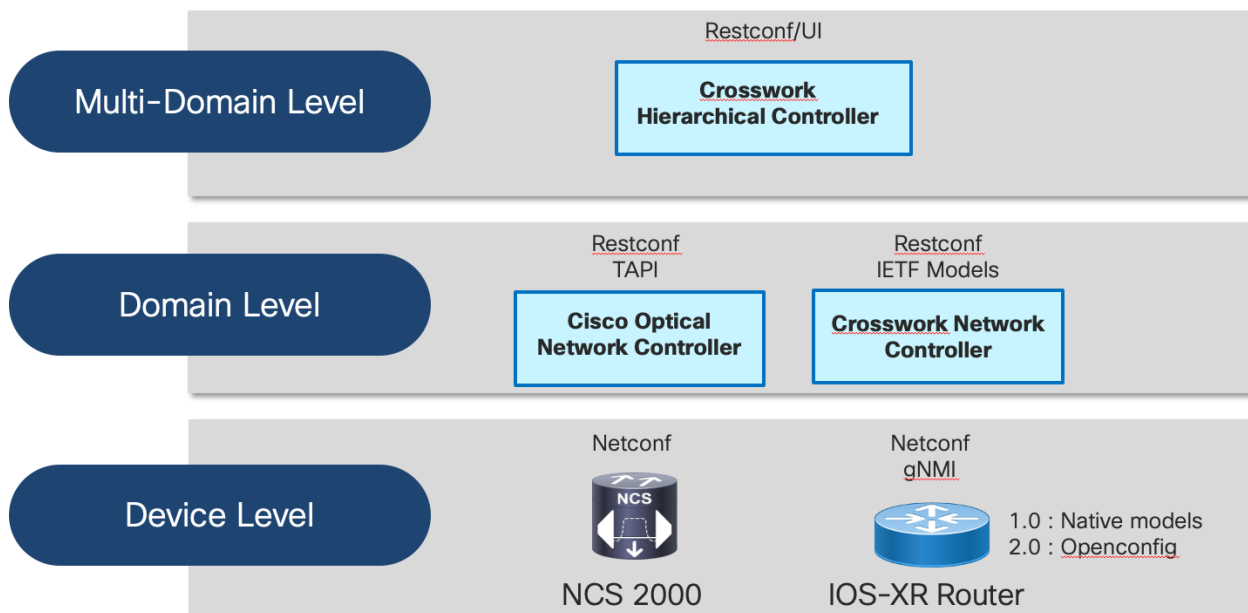 Restconf/UI
Multi-Domain Level
Crosswork
Hierarchical Controller
Restconf
TAPI
Restconf
IETF Models
Domain Level
Cisco Optical
Network Controller
Crosswork Network
Controller
Netconf
Netconf
gNMI
Device Level
NCS
1.0 : Native models
2.0 : Openconfig
NCS 2000
IOS-XR Router